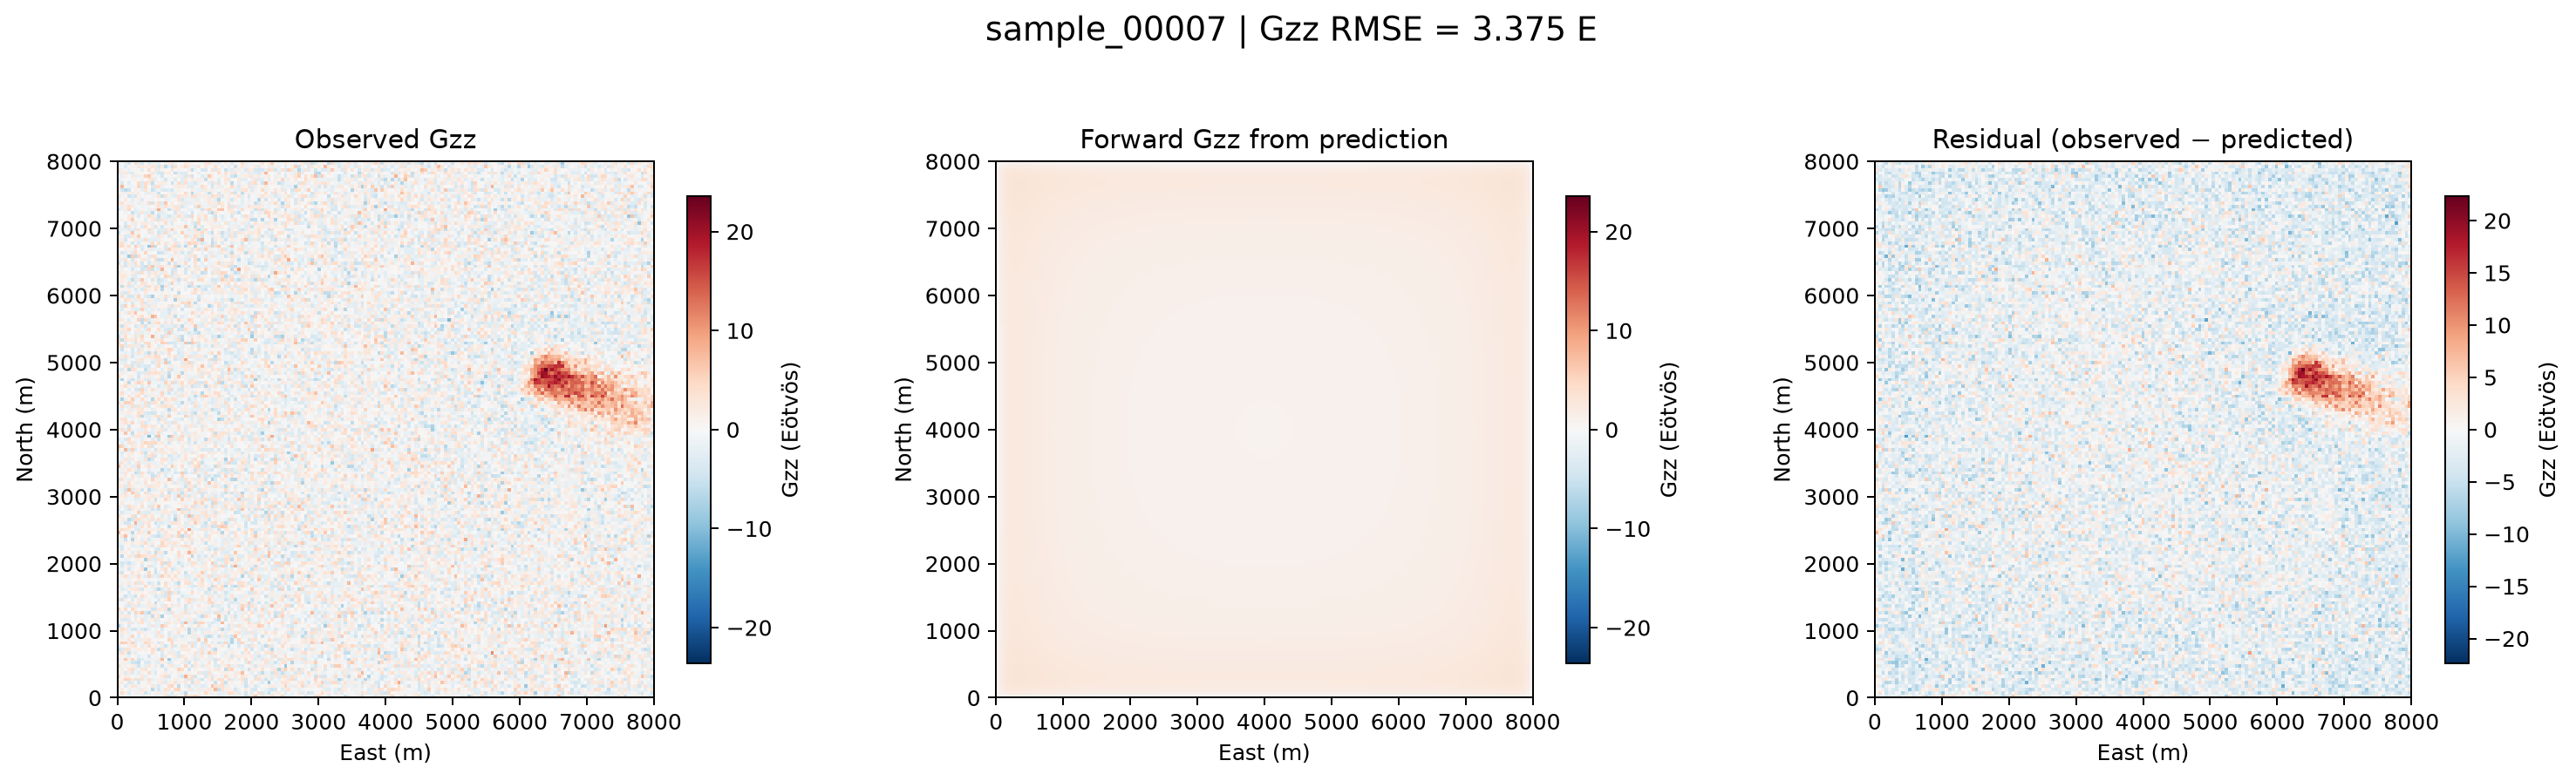 sample_00007 | Gzz RMSE = 3.375 E
Observed Gzz
8000
7000
6000
5000
4000
3000
2000
1000
0
North (m)
0 1000 2000 3000 4000 5000 6000 7000 8000
East (m)
20
10
0
−10
−20
Gzz (Eötvös)
Forward Gzz from prediction
8000
7000
6000
5000
4000
3000
2000
1000
0
North (m)
0 1000 2000 3000 4000 5000 6000 7000 8000
East (m)
20
10
0
−10
−20
Gzz (Eötvös)
Residual (observed − predicted)
8000
7000
6000
5000
4000
3000
2000
1000
0
North (m)
0 1000 2000 3000 4000 5000 6000 7000 8000
East (m)
20
15
10
5
0
−5
−10
−15
−20
Gzz (Eötvös)